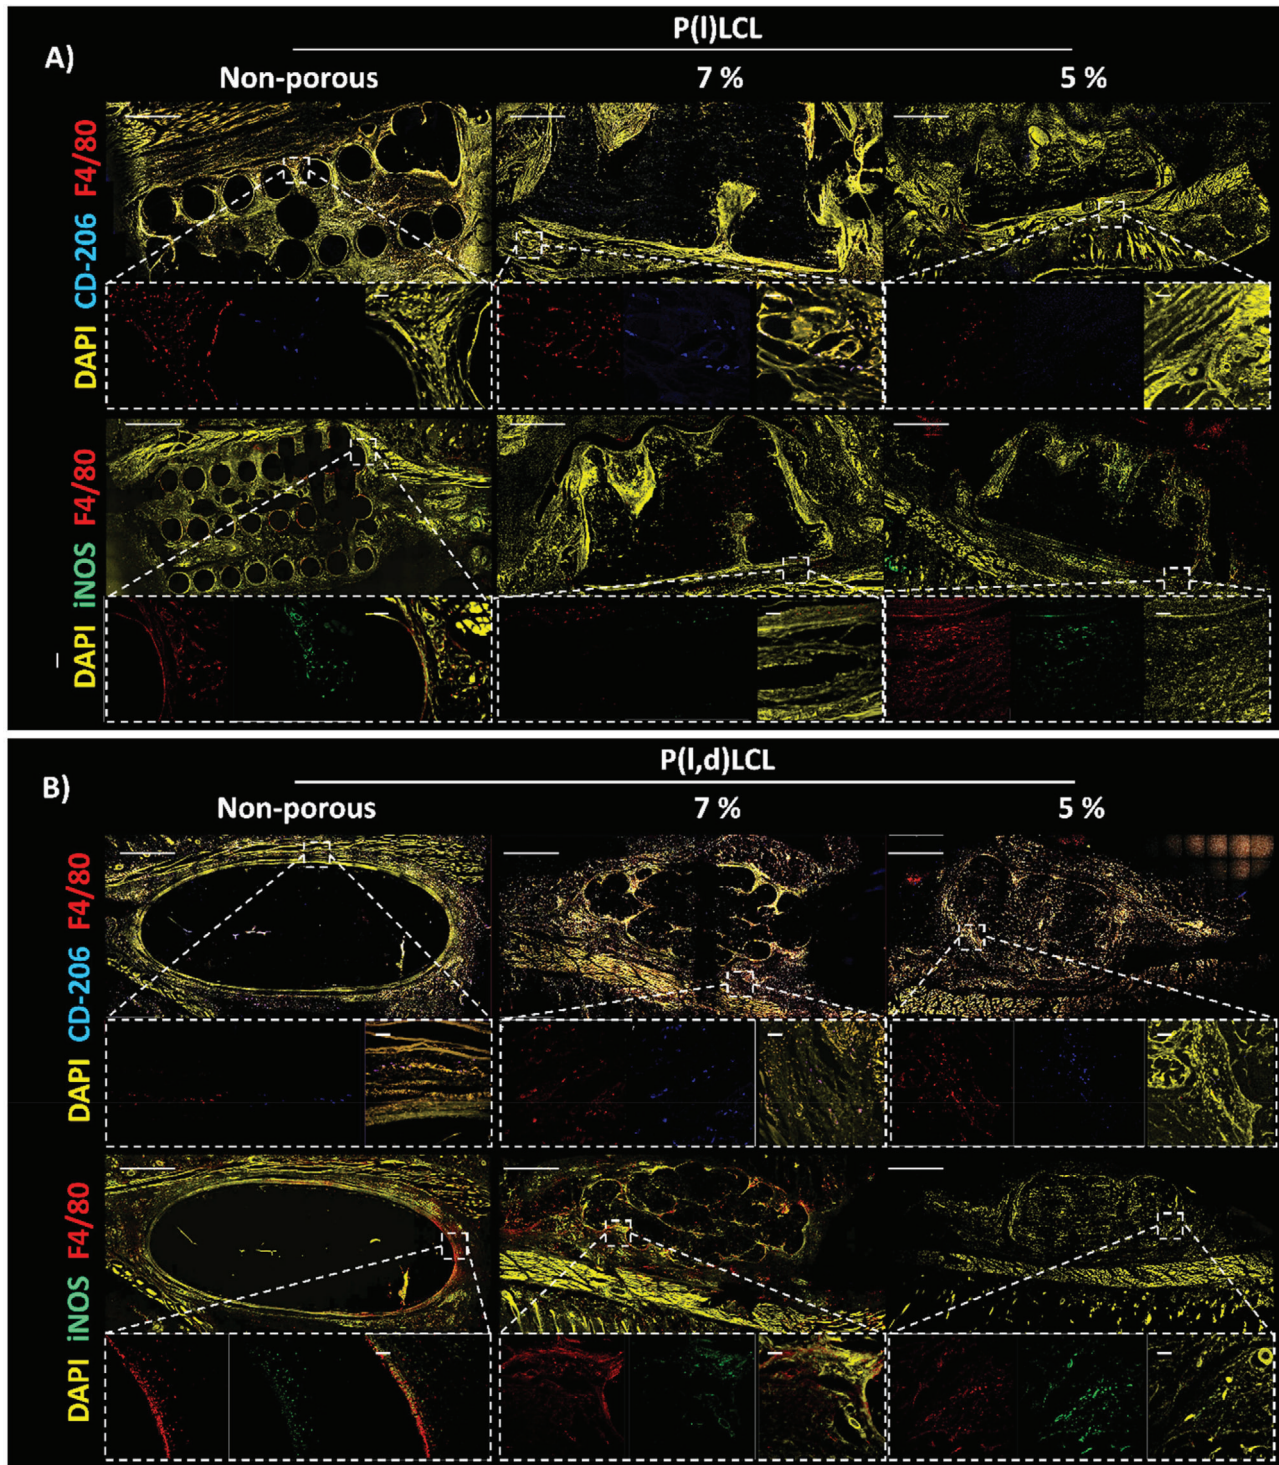 A)
P(l)LCL
Non-porous 7 % 5 %
DAPI CD-206 F4/80
DAPI iNOS F4/80
B)
P(l,d)LCL
Non-porous 7 % 5 %
DAPI CD-206 F4/80
DAPI iNOS F4/80